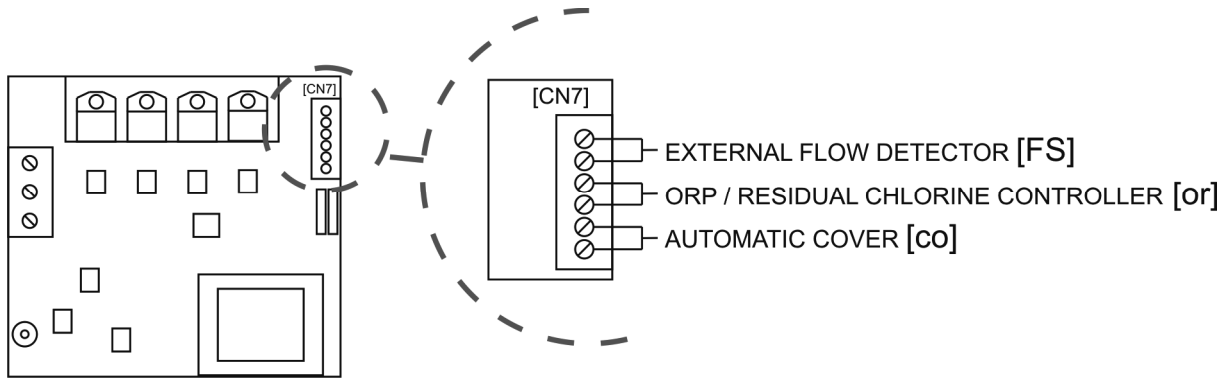 [CN7]
[CN7]
EXTERNAL FLOW DETECTOR [FS]
ORP / RESIDUAL CHLORINE CONTROLLER [or]
AUTOMATIC COVER [co]